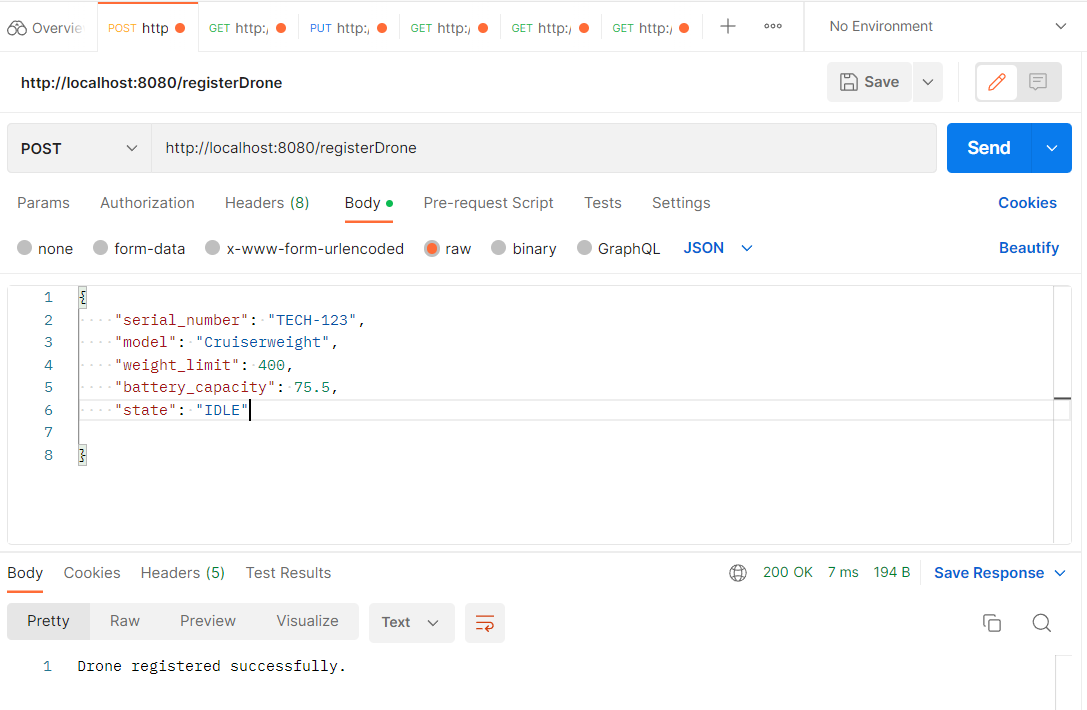 Overvie POST http GET http:/ PUT http:/ GET http:/ GET http:/ GET http:/ No Environment
http://localhost:8080/registerDrone Save
POST http://localhost:8080/registerDrone Send
Params Authorization Headers (8) Body Pre-request Script Tests Settings Cookies
none form-data x-www-form-urlencoded raw binary GraphQL JSON Beautify
1 {
2 "serial_number": "TECH-123",
3 "model": "Cruiserweight",
4 "weight_limit": 400,
5 "battery_capacity": 75.5,
6 "state": "IDLE"
7
8 }
Body Cookies Headers (5) Test Results 200 OK 7 ms 194 B Save Response
Pretty Raw Preview Visualize Text
1 Drone registered successfully.